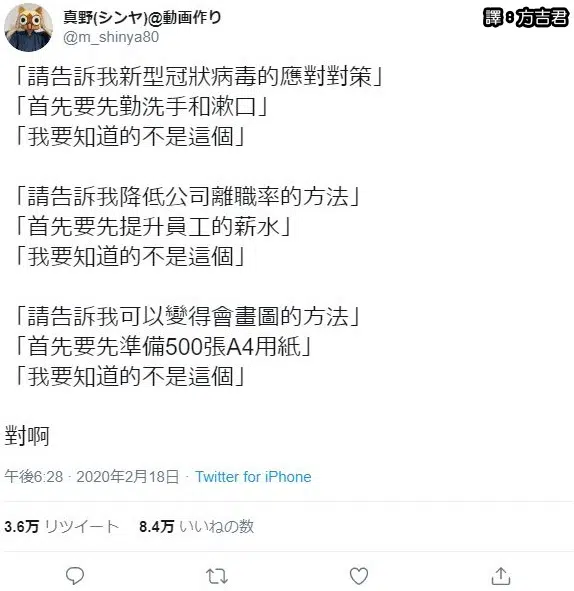 真野(シンヤ)@動画作り
@m_shinya80
譯:方吉君
「請告訴我新型冠狀病毒的應對對策」
「首先要先勤洗手和漱口」
「我要知道的不是這個」
「請告訴我降低公司離職率的方法」
「首先要先提升員工的薪水」
「我要知道的不是這個」
「請告訴我可以變得會畫圖的方法」
「首先要先準備500張A4用紙」
「我要知道的不是這個」
對啊
午後6:28 · 2020年2月18日 · Twitter for iPhone
3.6万 リツイート 8.4万 いいねの数